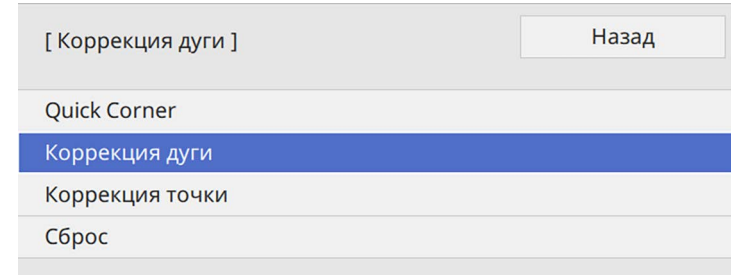 [ Коррекция дуги ]
Назад
Quick Corner
Коррекция дуги
Коррекция точки
Сброс